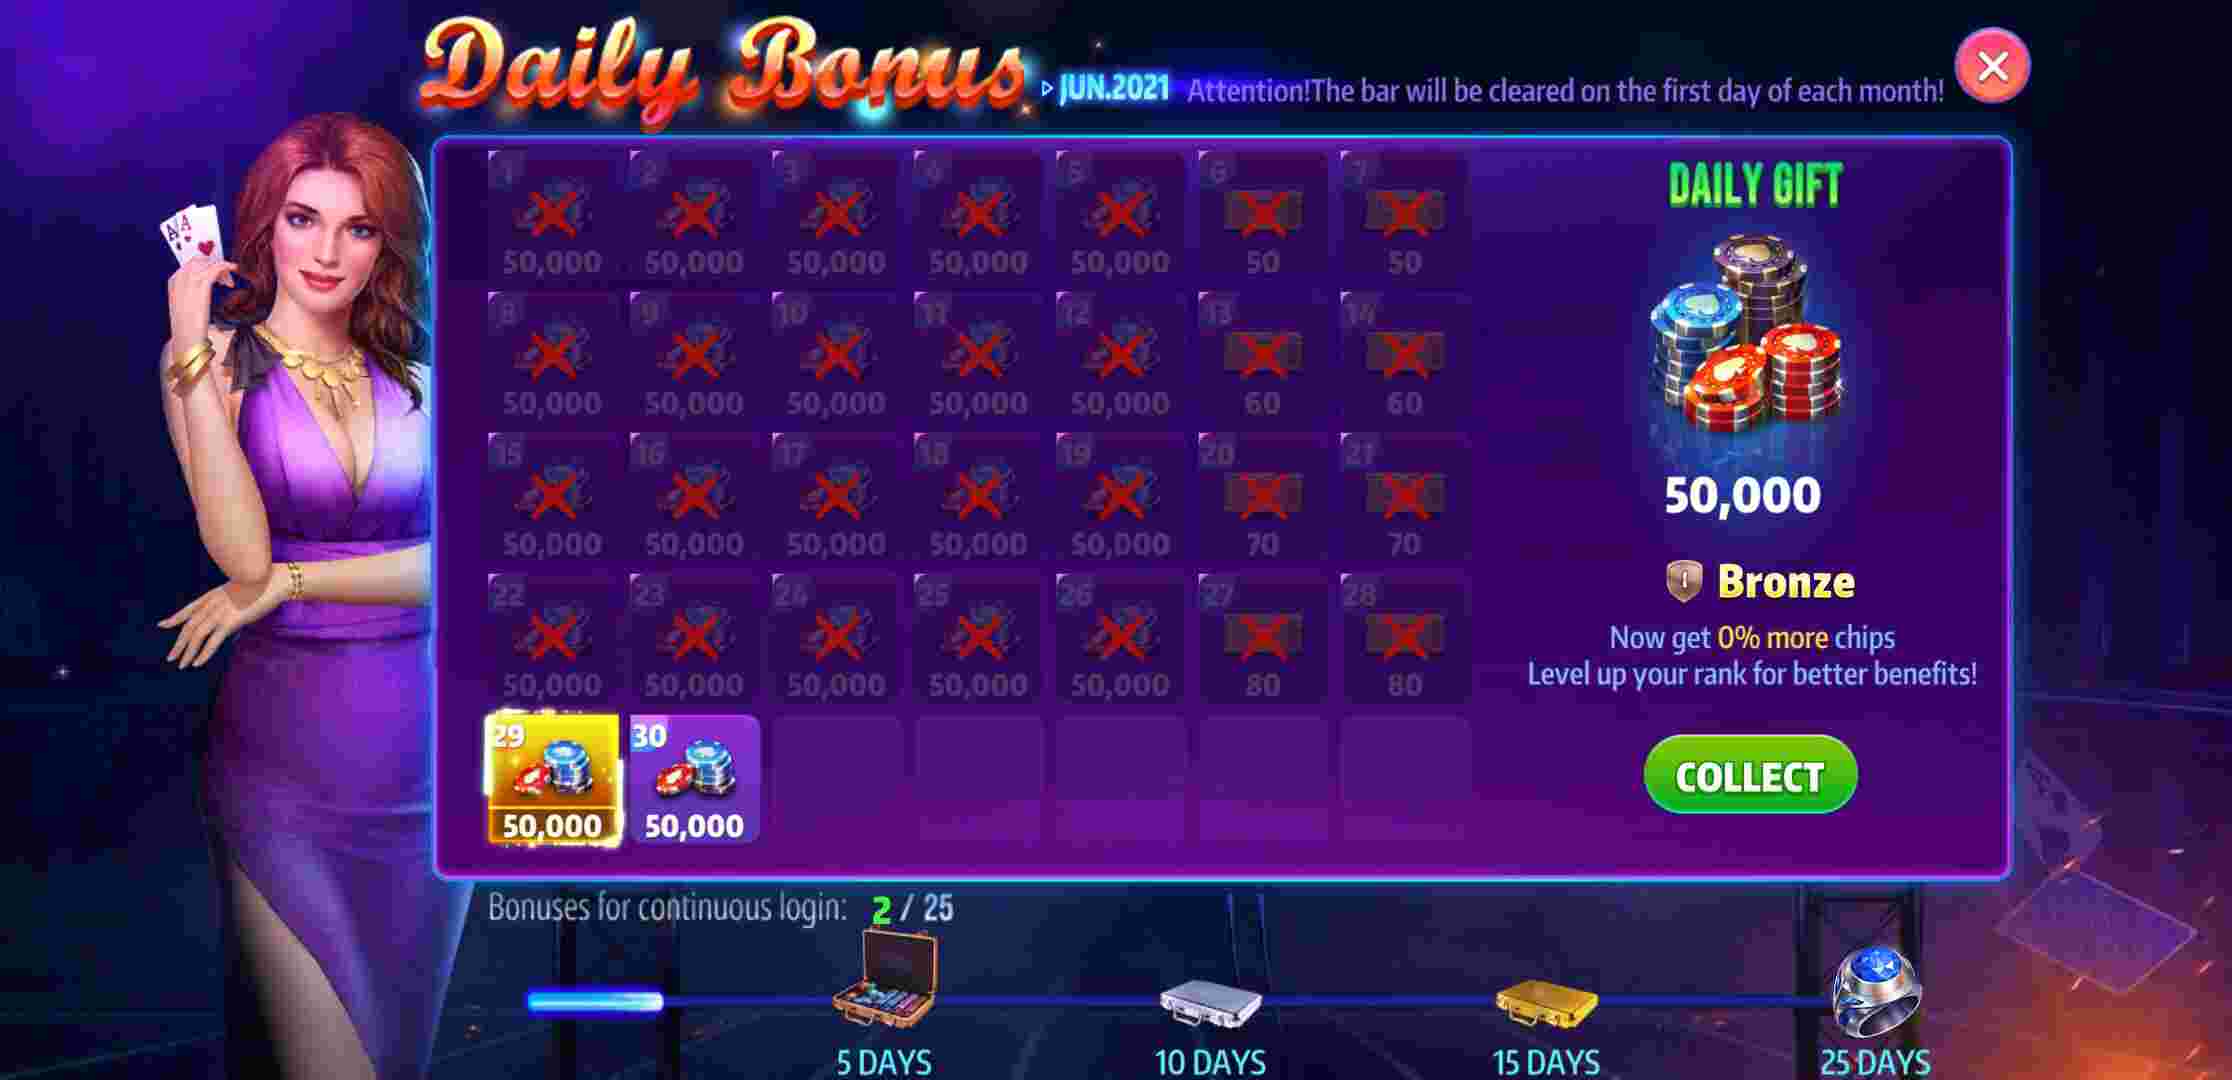 Daily Bonus
JUN.2021
Attention!The bar will be cleared on the first day of each month!
A A
1 2 3 4 5 6 7
50,000 50,000 50,000 50,000 50,000 50 50
8 9 10 11 12 13 14
50,000 50,000 50,000 50,000 50,000 60 60
15 16 17 18 19 20 21
50,000 50,000 50,000 50,000 50,000 70 70
22 23 24 25 26 27 28
50,000 50,000 50,000 50,000 50,000 80 80
29 30
50,000 50,000
DAILY GIFT
50,000
Bronze
Now get 0% more chips
Level up your rank for better benefits!
COLLECT
Bonuses for continuous login: 2 / 25
5 DAYS 10 DAYS 15 DAYS 25 DAYS